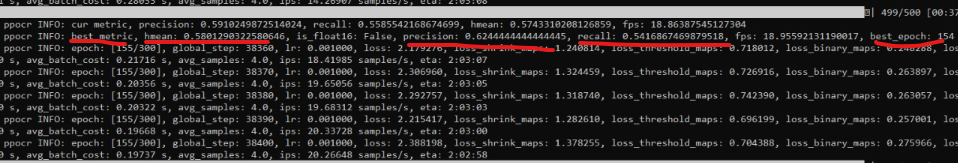 s, avg_batch_cost: 0.28053 s, avg_samples: 4.0, ips: 14.26907 samples/s, eta: 2:03:08
| 499/500 [00:37
ppocr INFO: cur metric, precision: 0.5910249872514024, recall: 0.5585542168674699, hmean: 0.5743310208126859, fps: 18.86387545127304
ppocr INFO: best_metric, hmean: 0.5801290322580646, is_float16: False, precision: 0.6244444444444445, recall: 0.5416867469879518, fps: 18.95592131190017, best_epoch: 154
ppocr INFO: epoch: [155/300], global_step: 38360, lr: 0.001000, loss: 2.179276, loss_shrink_maps: 1.240814, loss_threshold_maps: 0.718012, loss_binary_maps: los
0 s, avg_batch_cost: 0.21716 s, avg_samples: 4.0, ips: 18.41985 samples/s, eta: 2:03:07
ppocr INFO: epoch: [155/300], global_step: 38370, lr: 0.001000, loss: 2.306960, loss_shrink_maps: 1.324459, loss_threshold_maps: 0.726916, loss_binary_maps: 0.263897, los
0 s, avg_batch_cost: 0.20356 s, avg_samples: 4.0, ips: 19.65056 samples/s, eta: 2:03:05
ppocr INFO: epoch: [155/300], global_step: 38380, lr: 0.001000, loss: 2.292757, loss_shrink_maps: 1.318740, loss_threshold_maps: 0.742390, loss_binary_maps: 0.263057, los
0 s, avg_batch_cost: 0.20322 s, avg_samples: 4.0, ips: 19.68312 samples/s, eta: 2:03:03
ppocr INFO: epoch: [155/300], global_step: 38390, lr: 0.001000, loss: 2.215417, loss_shrink_maps: 1.282610, loss_threshold_maps: 0.696199, loss_binary_maps: 0.257001, los
0 s, avg_batch_cost: 0.19668 s, avg_samples: 4.0, ips: 20.33728 samples/s, eta: 2:03:00
ppocr INFO: epoch: [155/300], global_step: 38400, lr: 0.001000, loss: 2.388198, loss_shrink_maps: 1.378255, loss_threshold_maps: 0.704388, loss_binary_maps: 0.275966, los
0 s, avg_batch_cost: 0.19737 s, avg_samples: 4.0, ips: 20.26648 samples/s, eta: 2:02:58